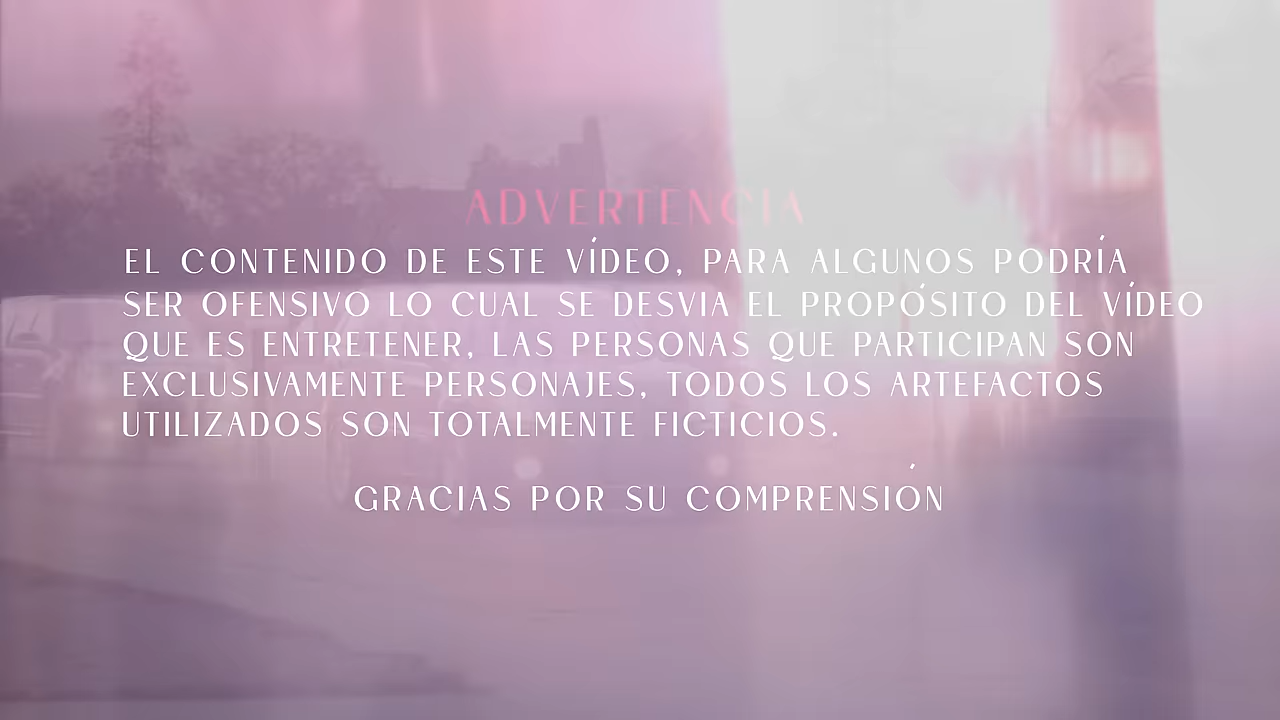 ADVERTENCIA
EL CONTENIDO DE ESTE VÍDEO, PARA ALGUNOS PODRÍA
SER OFENSIVO LO CUAL SE DESVIA EL PROPÓSITO DEL VÍDEO
QUE ES ENTRETENER, LAS PERSONAS QUE PARTICIPAN SON
EXCLUSIVAMENTE PERSONAJES, TODOS LOS ARTEFACTOS
UTILIZADOS SON TOTALMENTE FICTICIOS.
GRACIAS POR SU COMPRENSIÓN